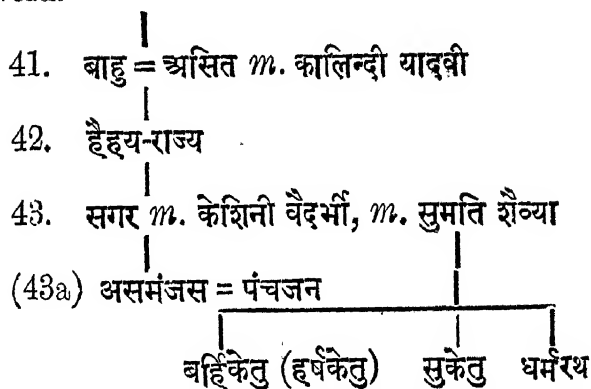 41. बाहु = असित m. कालिन्दी यादवी
42. हैहय-राज्य
43. सगर m. केशिनी वैदर्भी, m. सुमति शैव्या
(43a) असमंजस = पंचजन
बर्हिकेतु (हर्षकेतु) सुकेतु धर्मरथ